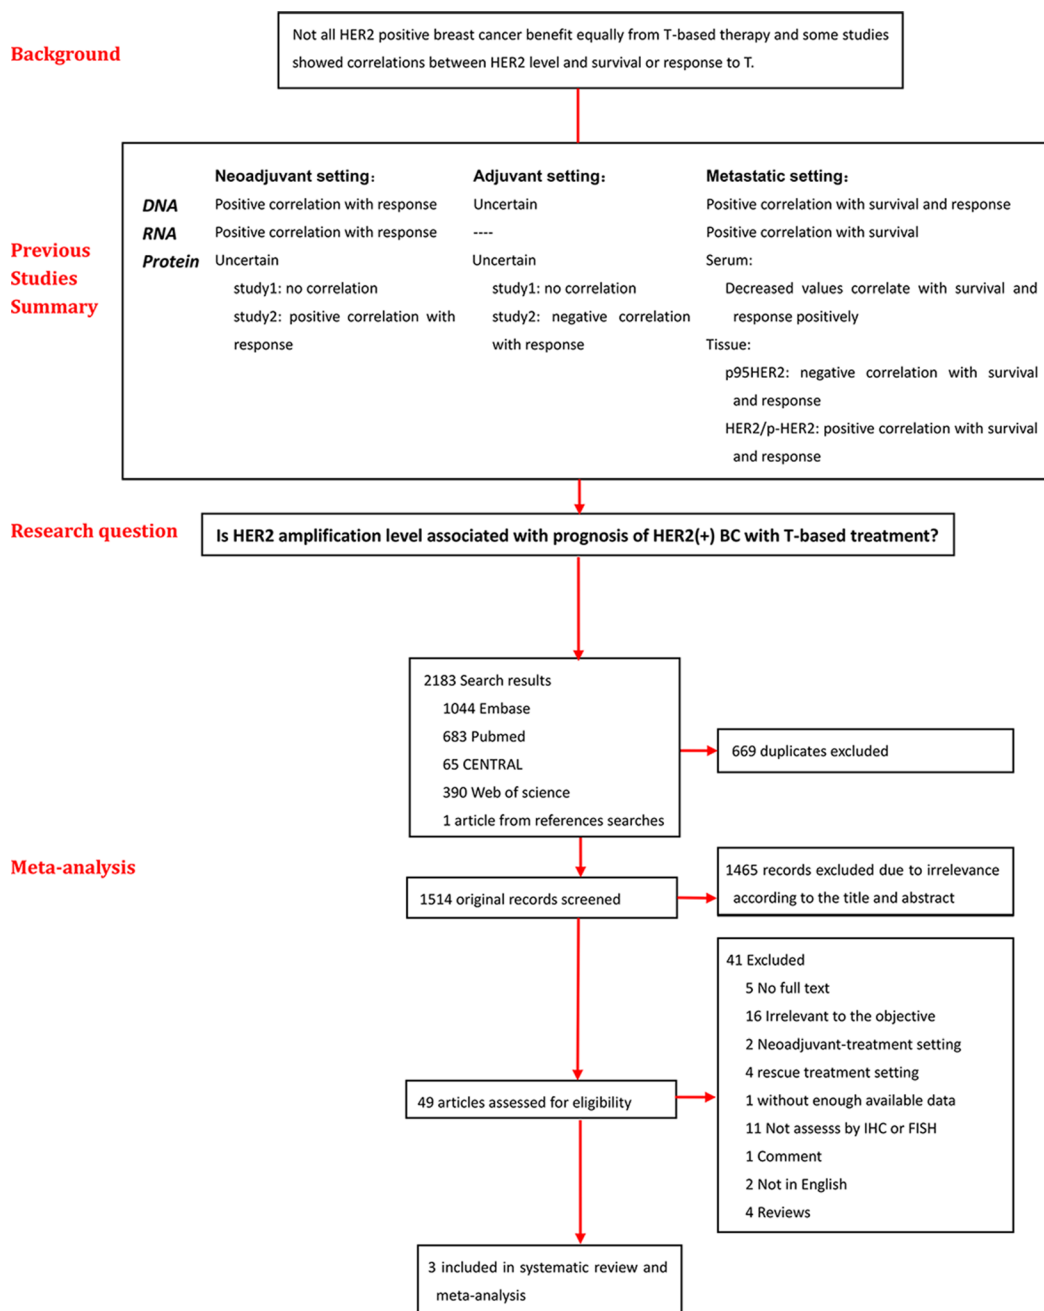 Background
Not all HER2 positive breast cancer benefit equally from T-based therapy and some studies
showed correlations between HER2 level and survival or response to T.
Previous
Studies
Summary
Neoadjuvant setting: Adjuvant setting: Metastatic setting:
DNA Positive correlation with response Uncertain Positive correlation with survival and response
RNA Positive correlation with response ---- Positive correlation with survival
Protein Uncertain Uncertain Serum:
study1: no correlation study1: no correlation Decreased values correlate with survival and
study2: positive correlation with study2: negative correlation response positively
response with response Tissue:
p95HER2: negative correlation with survival
and response
HER2/p-HER2: positive correlation with survival
and response
Research question
Is HER2 amplification level associated with prognosis of HER2(+) BC with T-based treatment?
Meta-analysis
2183 Search results
1044 Embase
683 Pubmed
65 CENTRAL
390 Web of science
1 article from references searches
669 duplicates excluded
1514 original records screened
1465 records excluded due to irrelevance
according to the title and abstract
49 articles assessed for eligibility
41 Excluded
5 No full text
16 Irrelevant to the objective
2 Neoadjuvant-treatment setting
4 rescue treatment setting
1 without enough available data
11 Not assesss by IHC or FISH
1 Comment
2 Not in English
4 Reviews
3 included in systematic review and
meta-analysis